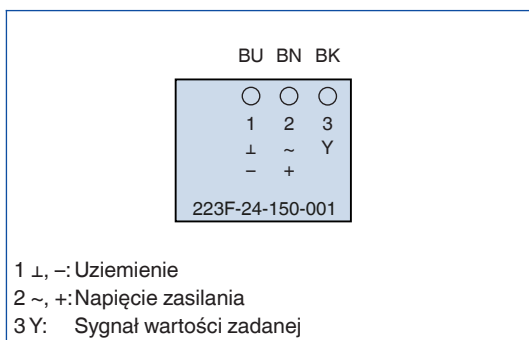 BU BN BK
1 2 3
⊥ ~ Y
– +
223F-24-150-001
1 ⊥, –: Uziemienie
2 ~, +: Napięcie zasilania
3 Y: Sygnał wartości zadanej